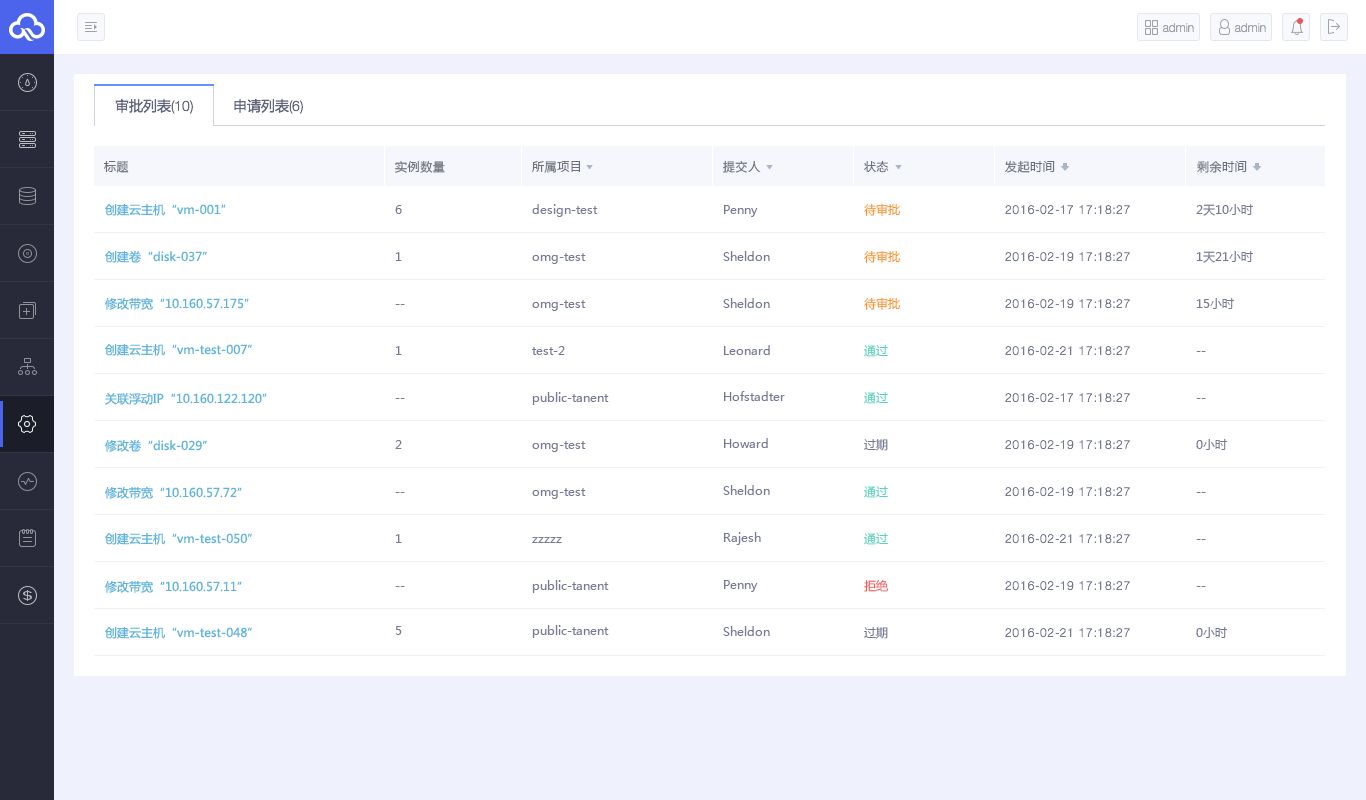 admin admin
审批列表(10) 申请列表(6)
标题 实例数量 所属项目 提交人 状态 发起时间 剩余时间
创建云主机“vm-001” 6 design-test Penny 待审批 2016-02-17 17:18:27 2天10小时
创建卷“disk-037” 1 omg-test Sheldon 待审批 2016-02-19 17:18:27 1天21小时
修改带宽“10.160.57.175” -- omg-test Sheldon 待审批 2016-02-19 17:18:27 15小时
创建云主机“vm-test-007” 1 test-2 Leonard 通过 2016-02-21 17:18:27 --
关联浮动IP“10.160.122.120” -- public-tanent Hofstadter 通过 2016-02-17 17:18:27 --
修改卷“disk-029” 2 omg-test Howard 过期 2016-02-19 17:18:27 0小时
修改带宽“10.160.57.72” -- omg-test Sheldon 通过 2016-02-19 17:18:27 --
创建云主机“vm-test-050” 1 zzzzz Rajesh 通过 2016-02-21 17:18:27 --
修改带宽“10.160.57.11” -- public-tanent Penny 拒绝 2016-02-19 17:18:27 --
创建云主机“vm-test-048” 5 public-tanent Sheldon 过期 2016-02-21 17:18:27 0小时